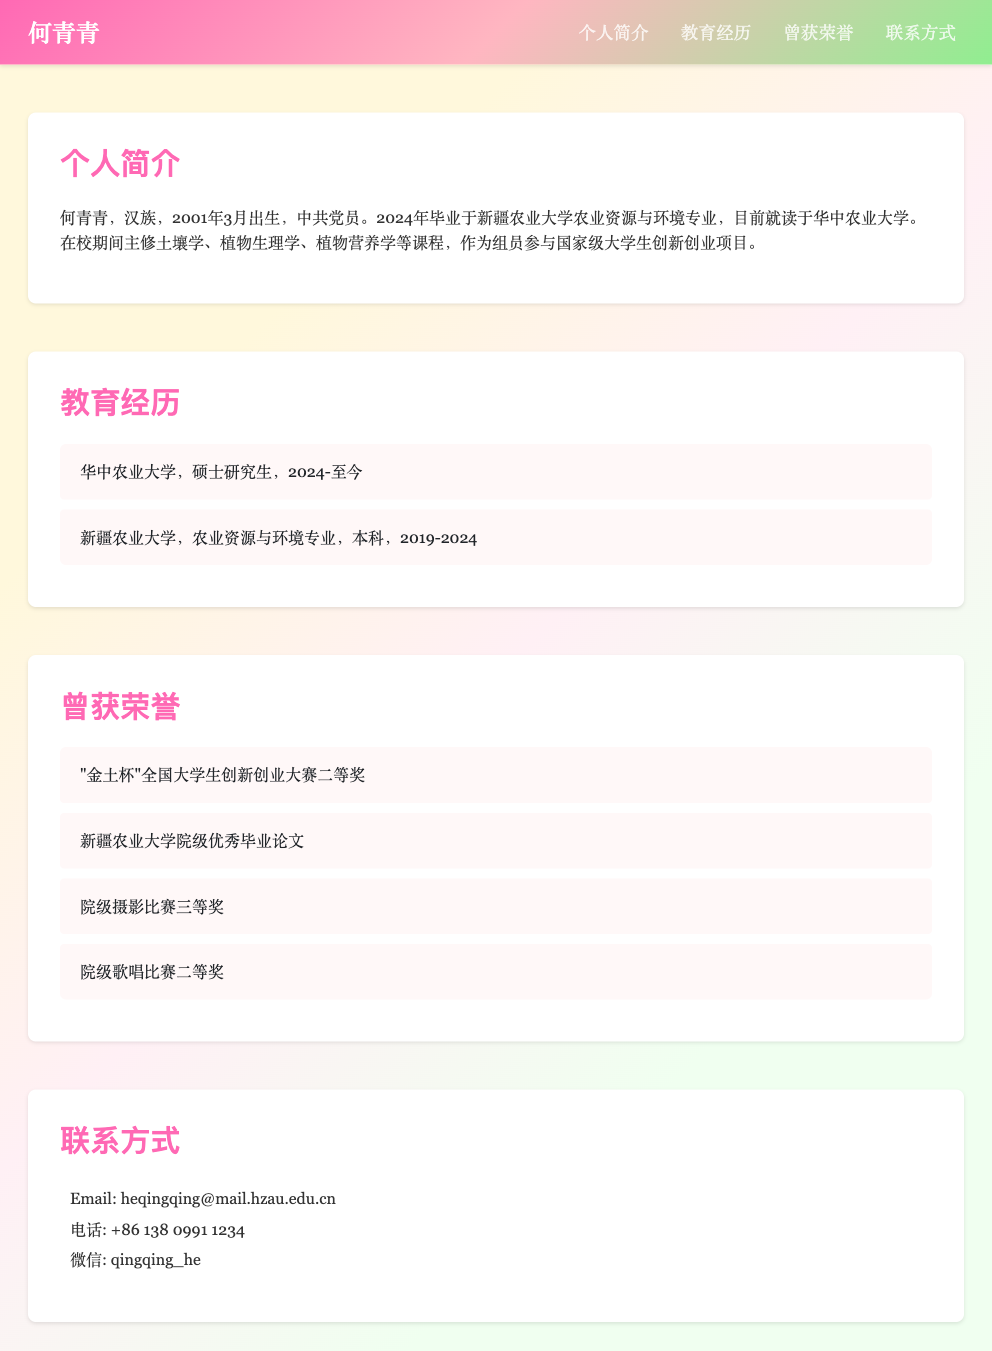 何青青
个人简介 教育经历 曾获荣誉 联系方式
个人简介
何青青，汉族，2001年3月出生，中共党员。2024年毕业于新疆农业大学农业资源与环境专业，目前就读于华中农业大学。
在校期间主修土壤学、植物生理学、植物营养学等课程，作为组员参与国家级大学生创新创业项目。
教育经历
华中农业大学，硕士研究生，2024-至今
新疆农业大学，农业资源与环境专业，本科，2019-2024
曾获荣誉
"金土杯"全国大学生创新创业大赛二等奖
新疆农业大学院级优秀毕业论文
院级摄影比赛三等奖
院级歌唱比赛二等奖
联系方式
Email: heqingqing@mail.hzau.edu.cn
电话: +86 138 0991 1234
微信: qingqing_he